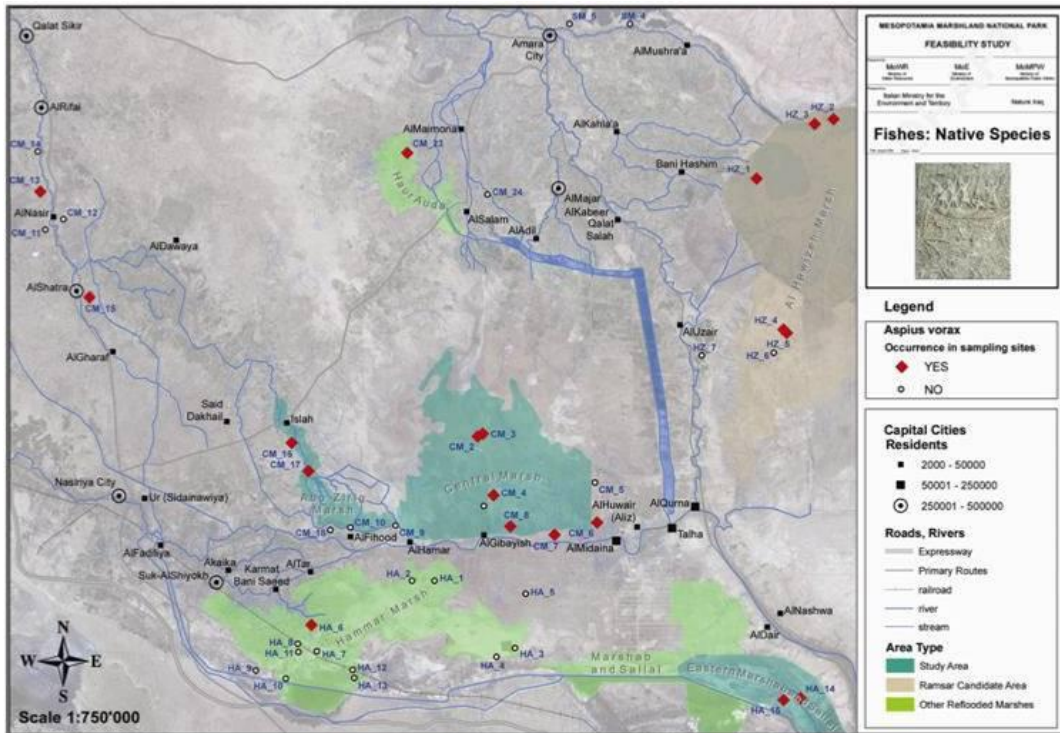 Qalat Sikir
AlRifai
CM_14
CM_13
AlNasir
CM_12
CM_11
AlDawaya
AlShatra
CM_15
AlGharaf
Said
Dakhail
Islah
CM_16
CM_17
Abu Zirig
Marsh
Nasiriya City
Ur (Sidainawiya)
CM_18
CM_10
AlFihood
CM_9
AlHamar
AlFadliya
Akaika
AlTar
Suk-AlShiyokh
Karmat
Bani Saeed
SM_5
SM_4
Amara
City
AlMushra'a
AlMaimona
CM_23
Haur Auda
CM_24
AlSalam
AlAdil
AlKahla'a
Bani Hashim
AlMajar
AlKabeer
Qalat
Salah
HZ_3
HZ_2
HZ_1
Al Hawizeh Marsh
HZ_4
HZ_5
HZ_6
AlUzair
HZ_7
CM_2
CM_3
Central Marsh
CM_4
CM_5
CM_8
AlHuwair
(Aliz)
AlQurna
CM_6
CM_7
AlGibayish
AlMidaina
Talha
HA_2
HA_1
HA_5
Hammar Marsh
HA_6
HA_8
HA_11
HA_7
HA_9
HA_10
HA_12
HA_13
HA_3
HA_4
Marshab
and Sallal
AlNashwa
AlDair
HA_14
HA_15
N
W E
S
Scale 1:750'000
MESOPOTAMIA MARSHLAND NATIONAL PARK
FEASIBILITY STUDY
MoWR MoE MoMPW
Italian Ministry for the
Environment and Territory
Nature Iraq
Fishes: Native Species
Legend
Aspius vorax
Occurrence in sampling sites
YES
NO
Capital Cities
Residents
2000 - 50000
50001 - 250000
250001 - 500000
Roads, Rivers
Expressway
Primary Routes
railroad
river
stream
Area Type
Study Area
Ramsar Candidate Area
Other Reflooded Marshes